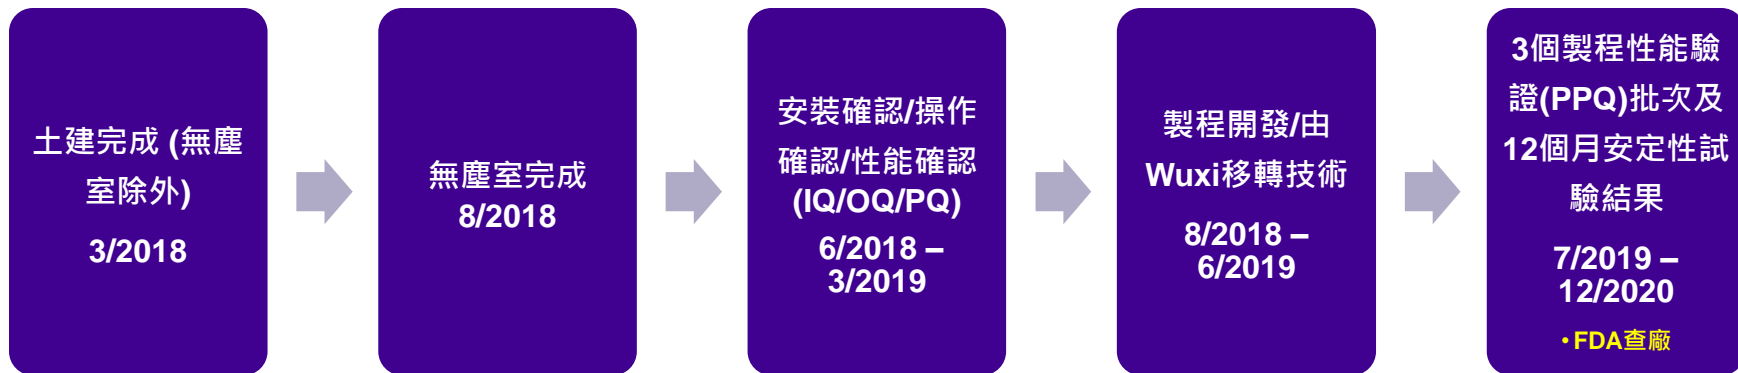 土建完成 (無塵
室除外)
3/2018
無塵室完成
8/2018
安裝確認/操作
確認/性能確認
(IQ/OQ/PQ)
6/2018 –
3/2019
製程開發/由
Wuxi移轉技術
8/2018 –
6/2019
3個製程性能驗
證(PPQ)批次及
12個月安定性試
驗結果
7/2019 –
12/2020
•FDA查廠